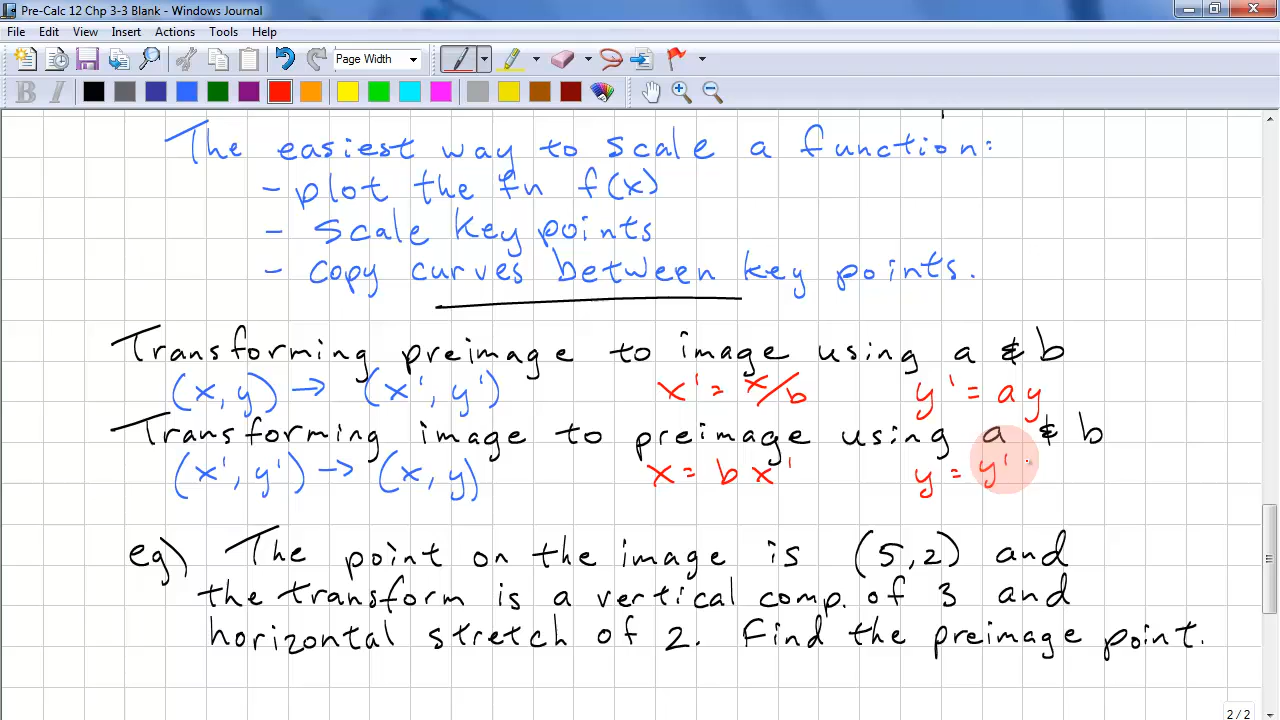 Pre-Calc 12 Chp 3-3 Blank - Windows Journal
File Edit View Insert Actions Tools Help
Page Width
B I
The easiest way to scale a function:
- plot the fn f(x)
- scale key points
- copy curves between key points.
Transforming preimage to image using a & b
(x,y) → (x', y') x' = x/b y' = ay
Transforming image to preimage using a & b
(x', y') → (x, y) x = bx' y = y'
eg) The point on the image is (5,2) and
the transform is a vertical comp. of 3 and
horizontal stretch of 2. Find the preimage point.
2 / 2